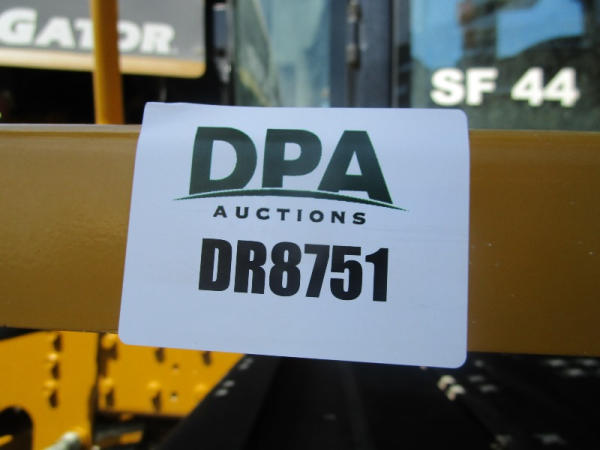 GATOR
SF 44
DPA
AUCTIONS
DR8751